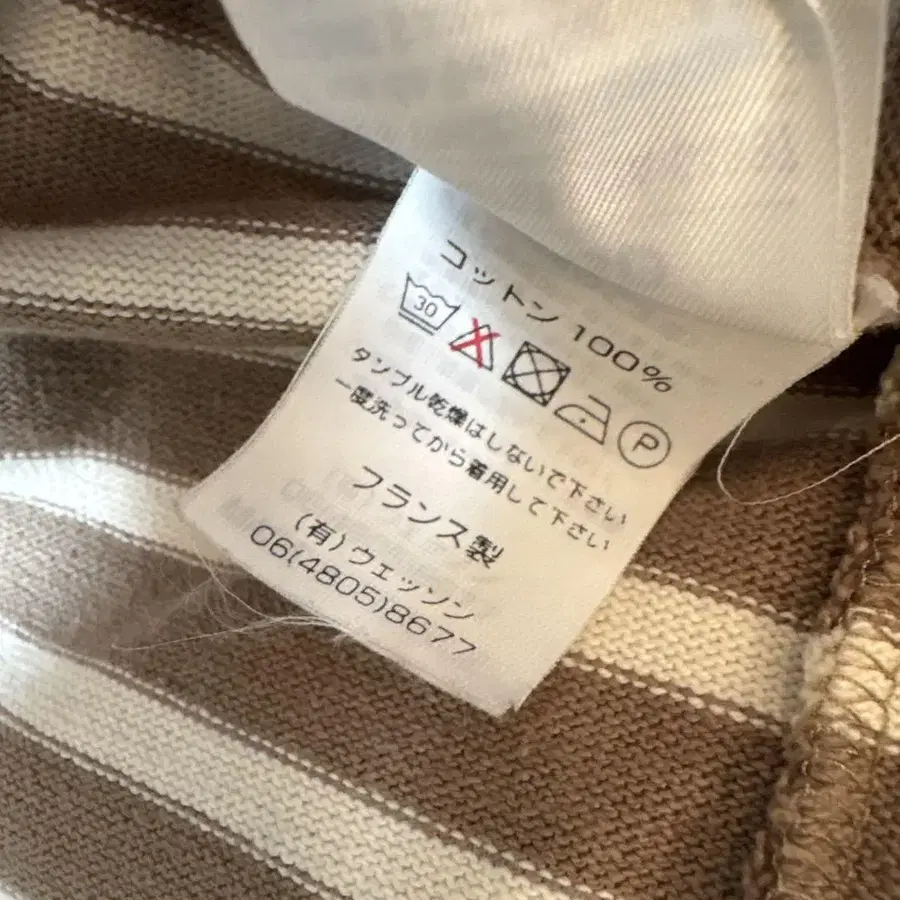 コットン 100%
30 P
タンブル乾燥はしないで下さい
一度洗ってから着用して下さい
フランス製
(有)ウェッソン
06(4805)8677